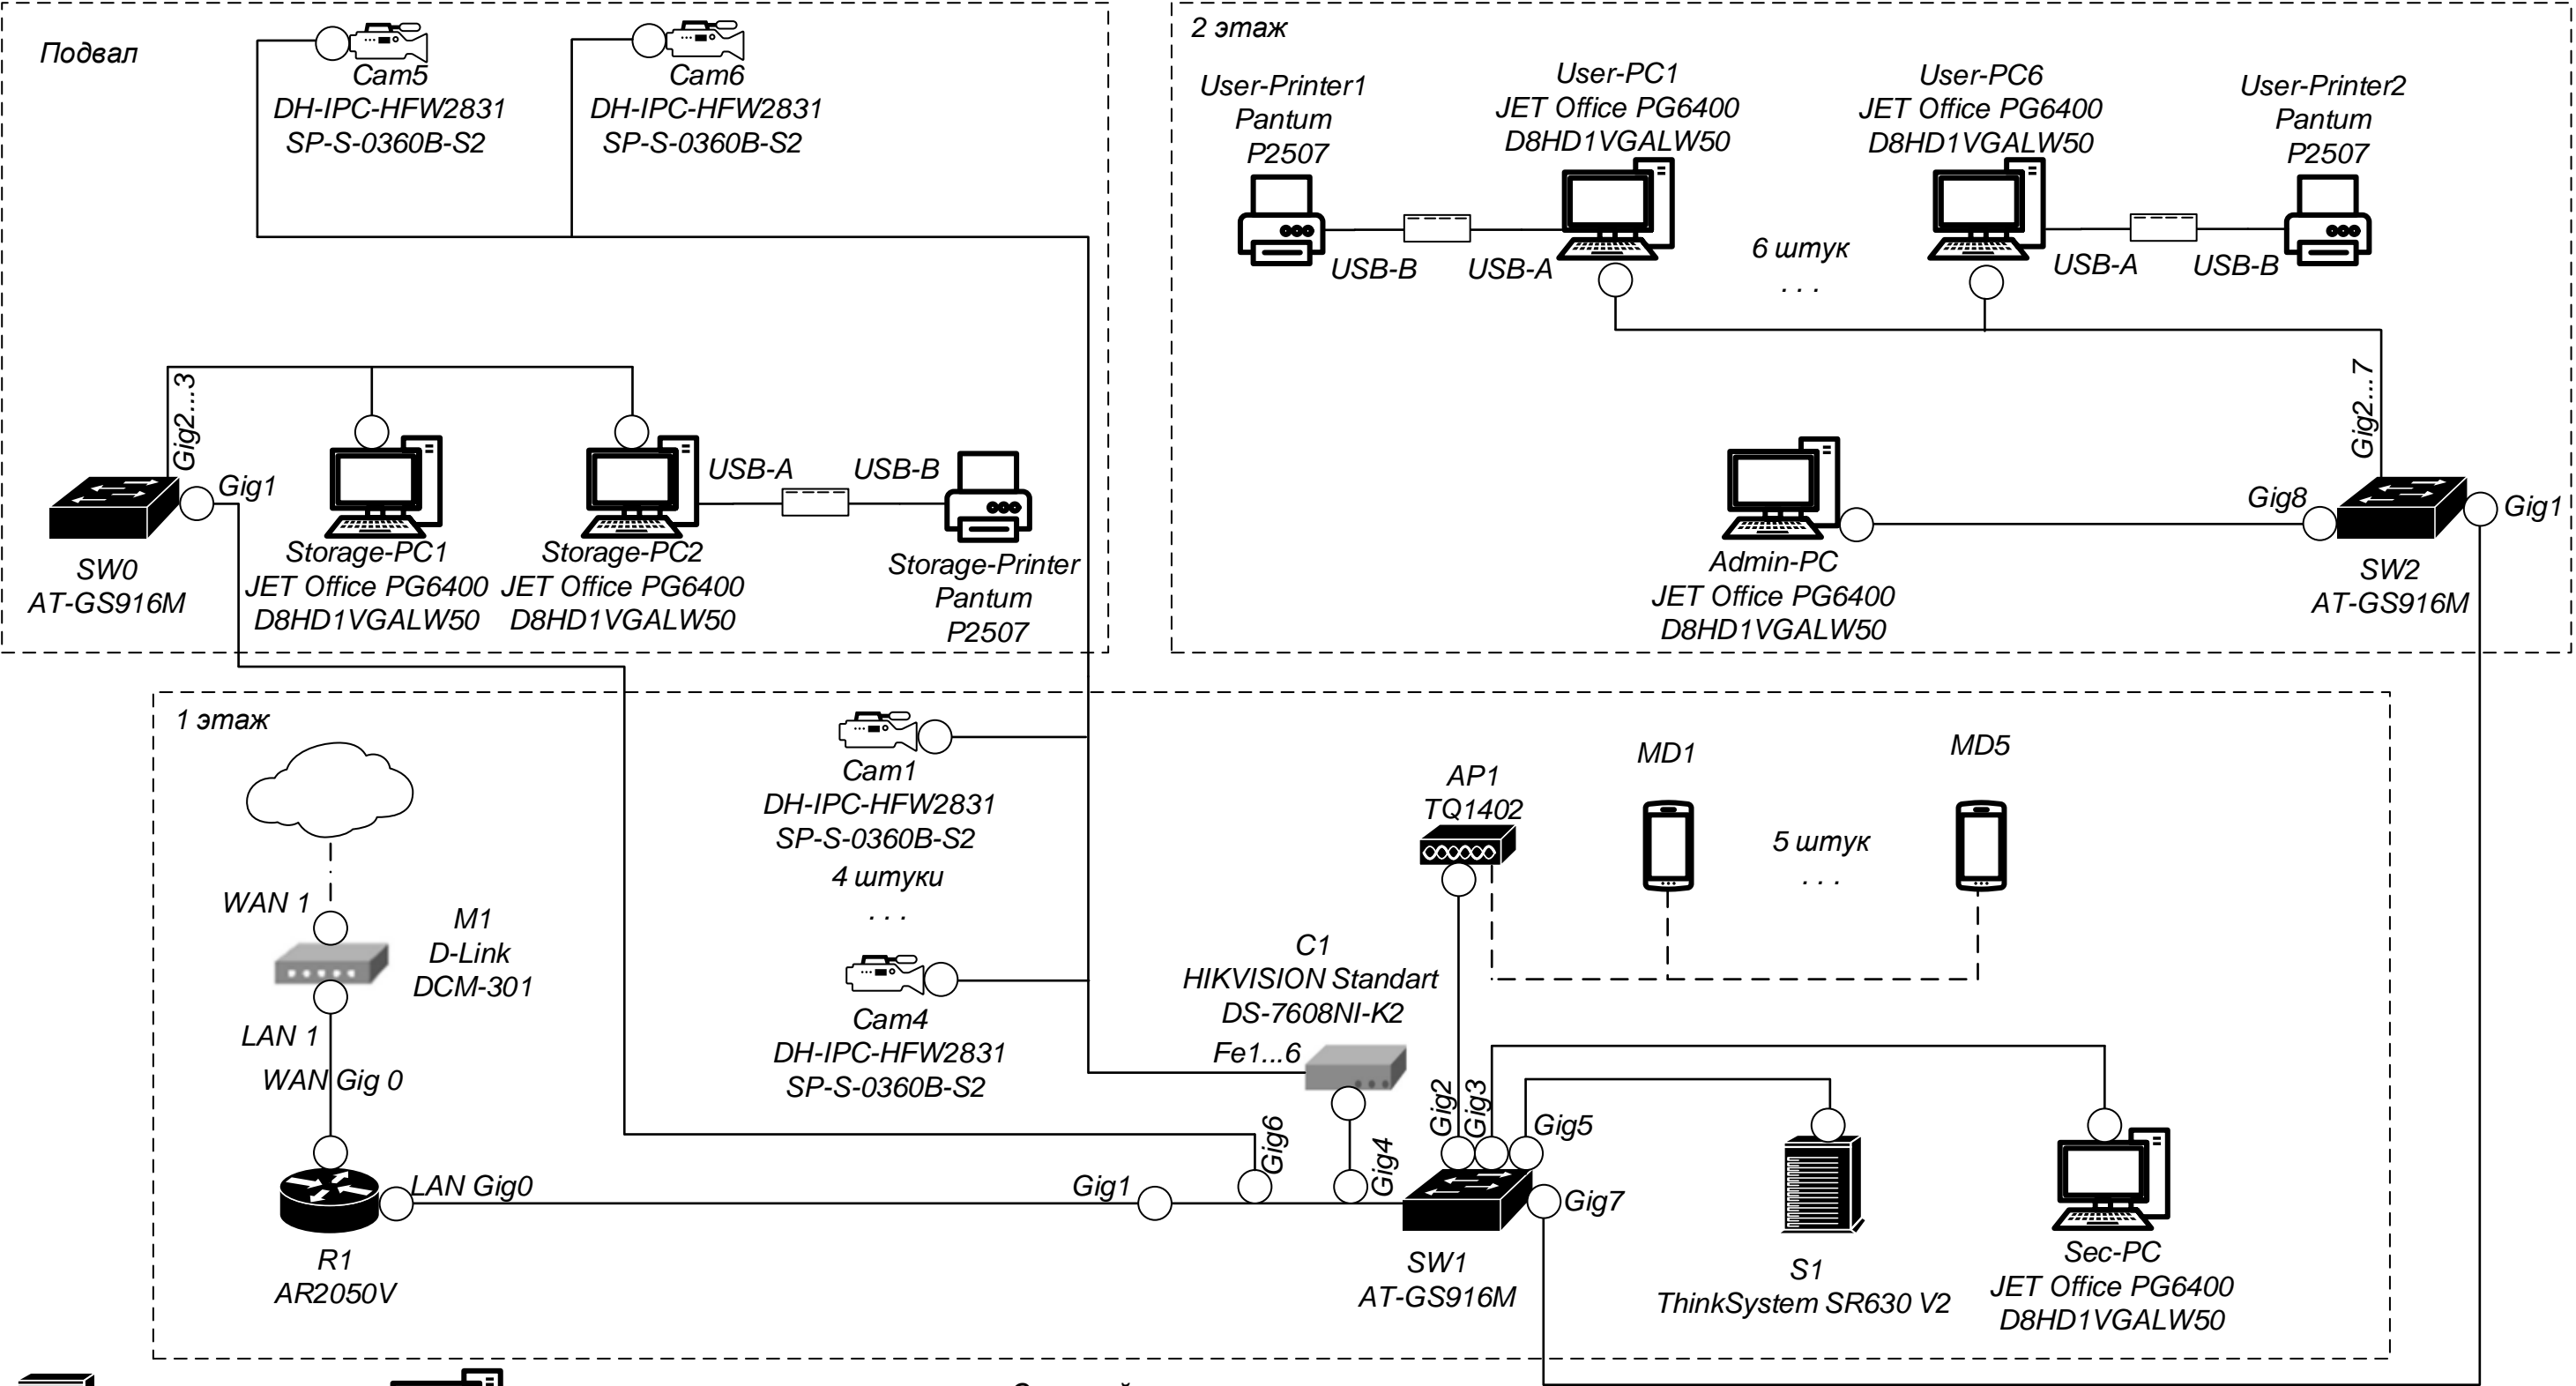 Подвал
Cam5
DH-IPC-HFW2831
SP-S-0360B-S2
Cam6
DH-IPC-HFW2831
SP-S-0360B-S2
Gig2...3
Gig1
SW0
AT-GS916M
Storage-PC1
JET Office PG6400
D8HD1VGALW50
Storage-PC2
JET Office PG6400
D8HD1VGALW50
USB-A
USB-B
Storage-Printer
Pantum
P2507
2 этаж
User-Printer1
Pantum
P2507
USB-B
USB-A
User-PC1
JET Office PG6400
D8HD1VGALW50
6 штук
. . .
User-PC6
JET Office PG6400
D8HD1VGALW50
USB-A
USB-B
User-Printer2
Pantum
P2507
Gig2...7
Gig8
Gig1
Admin-PC
JET Office PG6400
D8HD1VGALW50
SW2
AT-GS916M
1 этаж
WAN 1
M1
D-Link
DCM-301
LAN 1
WAN Gig 0
LAN Gig0
R1
AR2050V
Cam1
DH-IPC-HFW2831
SP-S-0360B-S2
4 штуки
. . .
Cam4
DH-IPC-HFW2831
SP-S-0360B-S2
C1
HIKVISION Standart
DS-7608NI-K2
Fe1...6
AP1
TQ1402
MD1
5 штук
. . .
MD5
Gig1
Gig6
Gig4
Gig2
Gig3
Gig5
Gig7
SW1
AT-GS916M
S1
ThinkSystem SR630 V2
Sec-PC
JET Office PG6400
D8HD1VGALW50